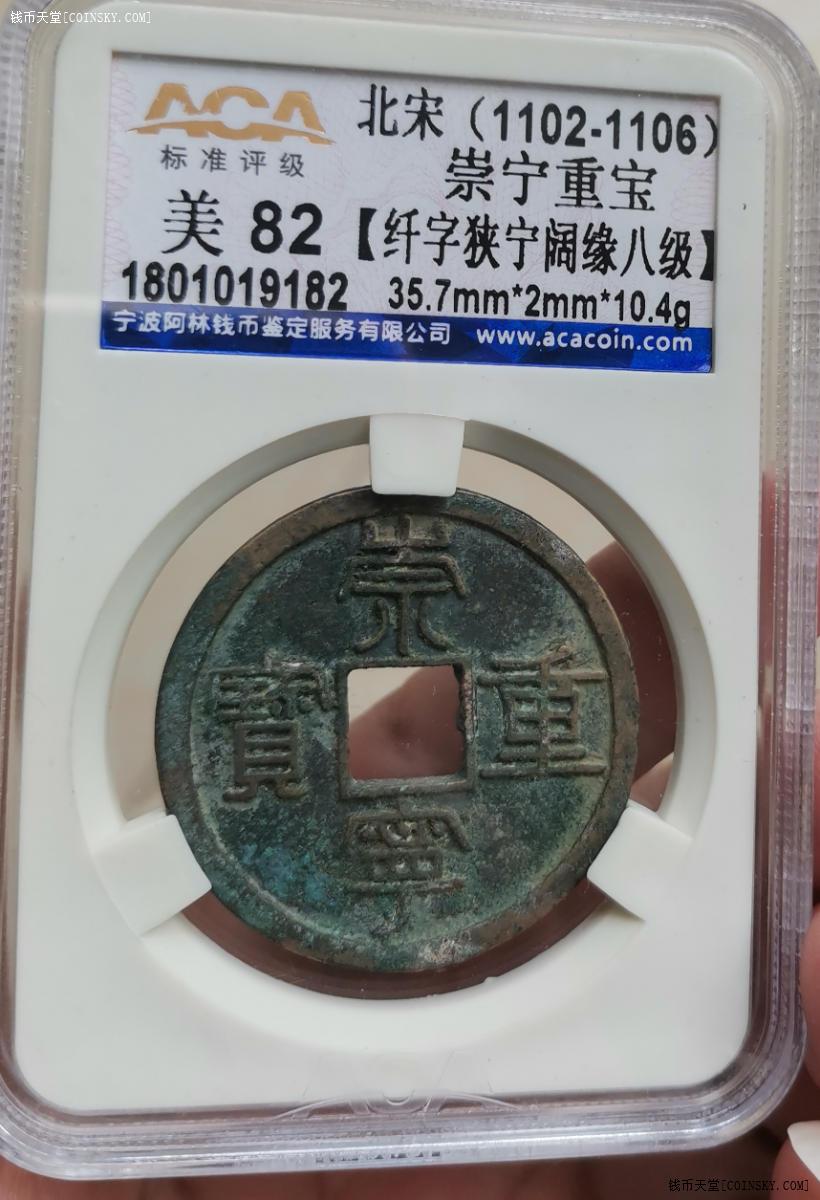 钱币天堂[COINSKY.COM]
ACA
标准评级
北宋（1102-1106）
崇宁重宝
美 82【纤字狭宁阔缘八级】
1801019182 35.7mm*2mm*10.4g
宁波阿林钱币鉴定服务有限公司 www.acacoin.com
崇
寶 重
寧
ACA
钱币天堂[COINSKY.COM]